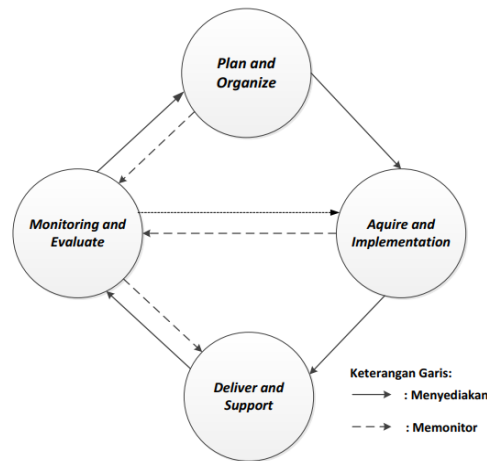 Plan and
Organize
Monitoring and
Evaluate
Aquire and
Implementation
Deliver and
Support
Keterangan Garis:
: Menyediakan
: Memonitor